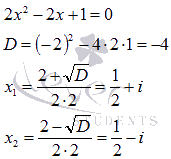 2x² − 2x + 1 = 0
D = (−2)² − 4·2·1 = −4
x₁ = (2 + √D)/(2·2) = 1/2 + i
x₂ = (2 − √D)/(2·2) = 1/2 − i